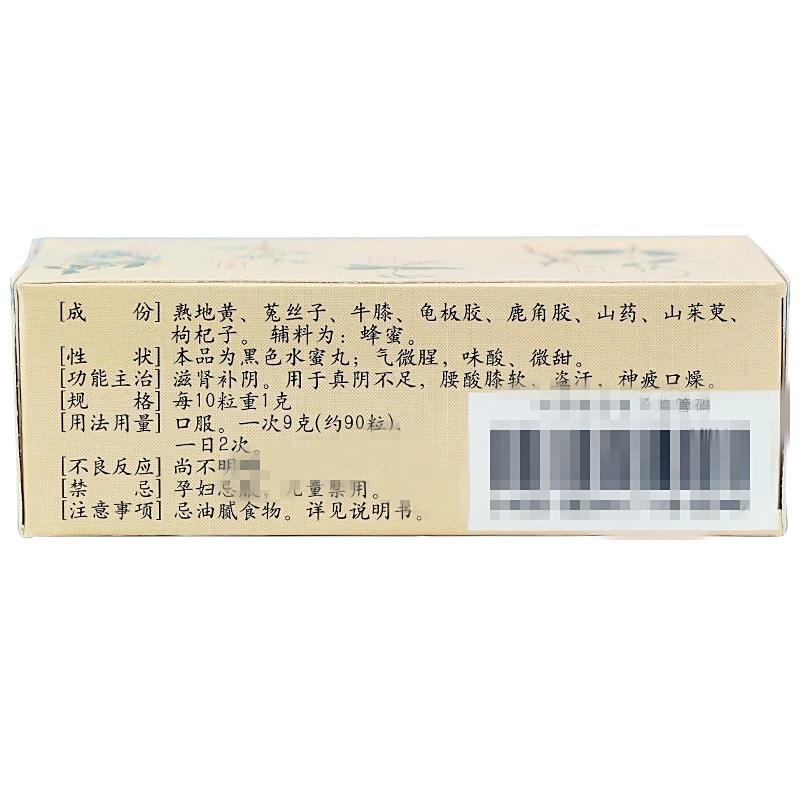 [成份] 熟地黄、菟丝子、牛膝、龟板胶、鹿角胶、山药、山茱萸、
枸杞子。辅料为：蜂蜜。
[性状] 本品为黑色水蜜丸；气微腥，味酸、微甜。
[功能主治] 滋肾补阴。用于真阴不足，腰酸膝软，盗汗，神疲口燥。
[规格] 每10粒重1克
[用法用量] 口服。一次9克(约90粒)、
一日2次。
[不良反应] 尚不明
[禁忌] 孕妇忌服，儿童禁用。
[注意事项] 忌油腻食物。详见说明书。
监管码